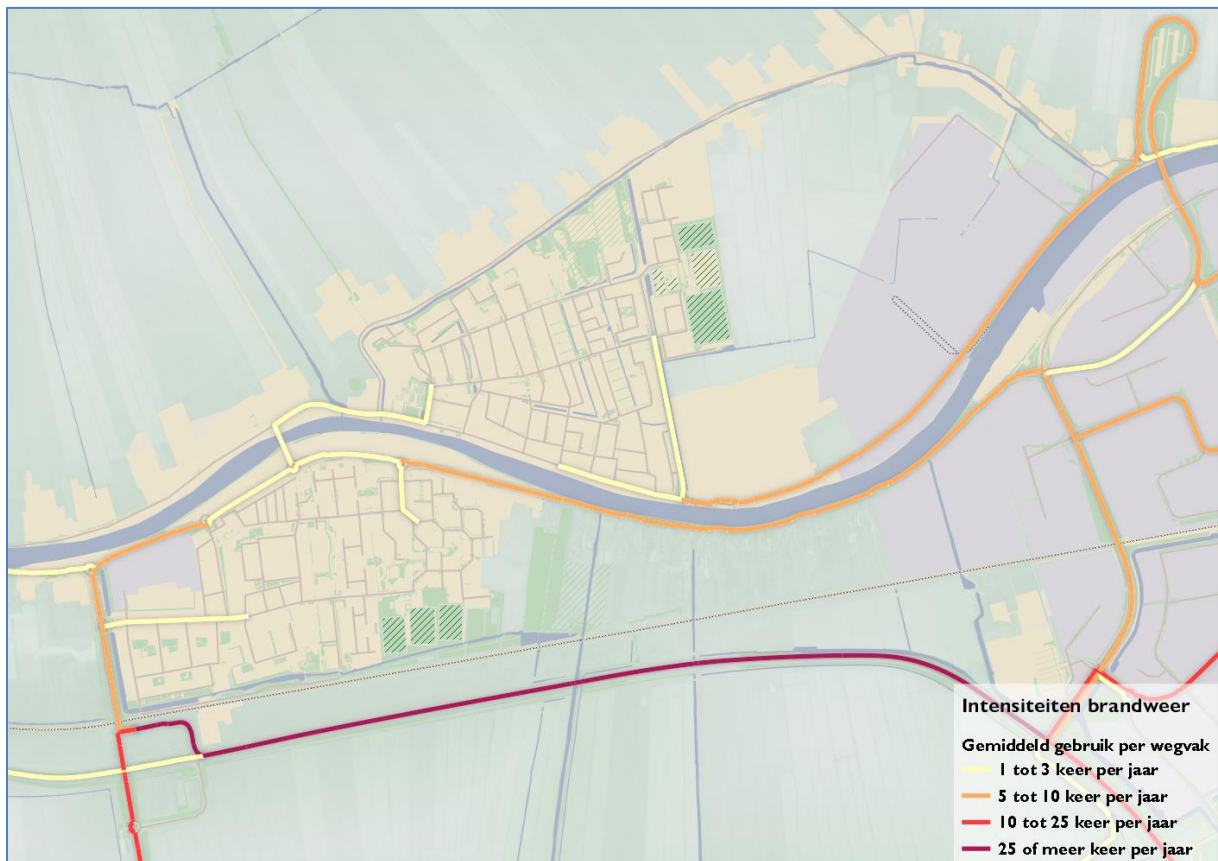 Intensiteiten brandweer
Gemiddeld gebruik per wegvak
1 tot 3 keer per jaar
5 tot 10 keer per jaar
10 tot 25 keer per jaar
25 of meer keer per jaar